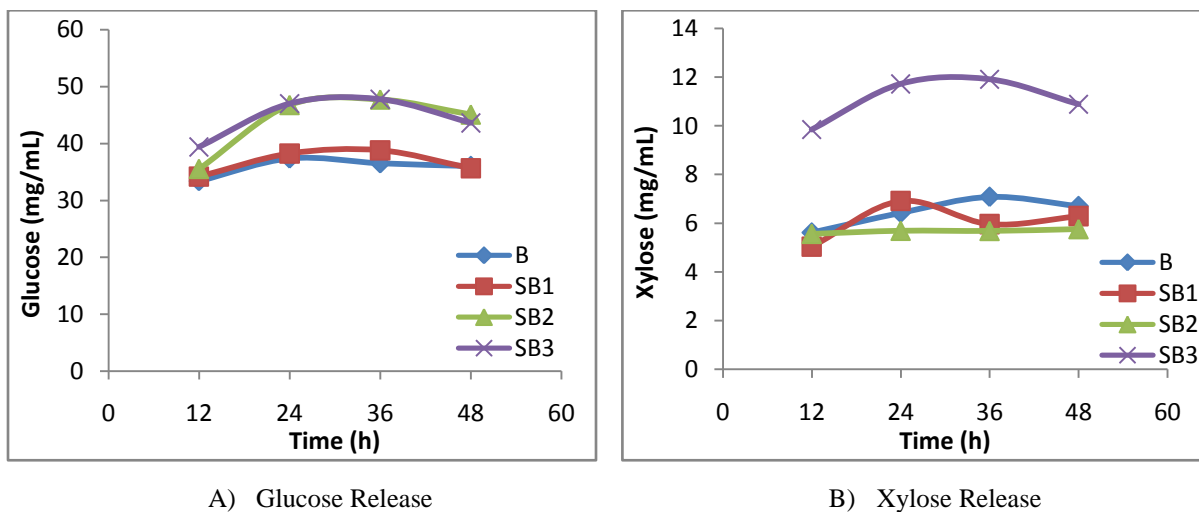 60
50
40
30
20
10
0
Glucose (mg/mL)
0 12 24 36 48 60
Time (h)
B
SB1
SB2
SB3
A) Glucose Release
14
12
10
8
6
4
2
0
Xylose (mg/mL)
0 12 24 36 48 60
Time (h)
B
SB1
SB2
SB3
B) Xylose Release